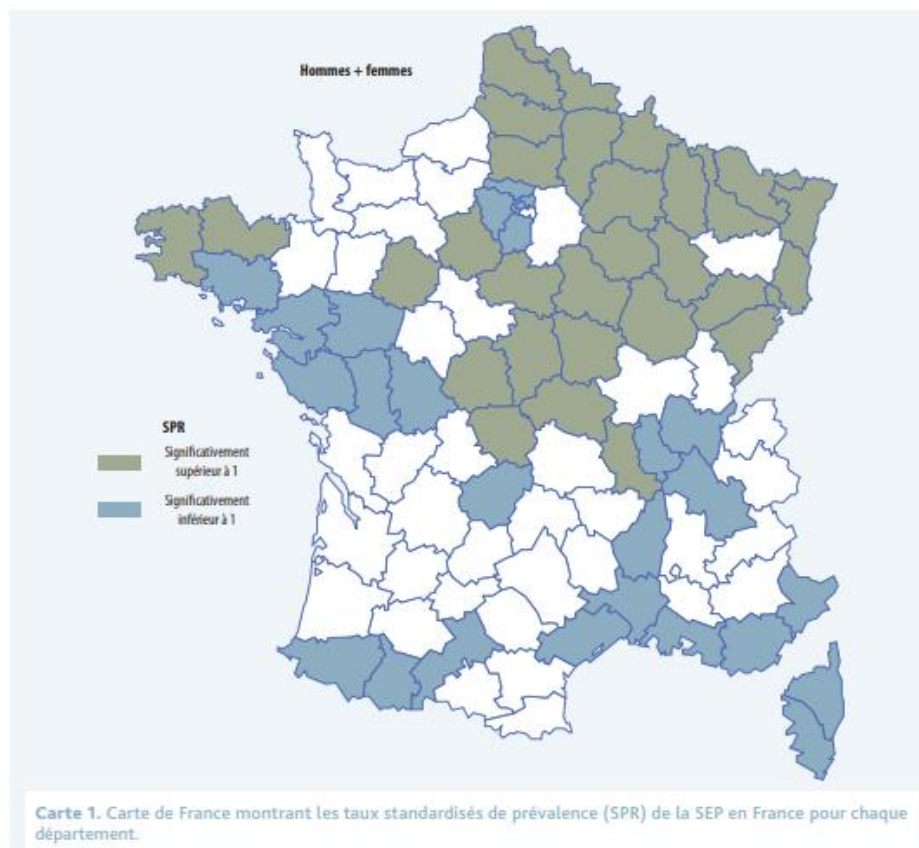 Hommes + femmes
SPR
Significativement
supérieur à 1
Significativement
inférieur à 1
Carte 1. Carte de France montrant les taux standardisés de prévalence (SPR) de la SEP en France pour chaque
département.